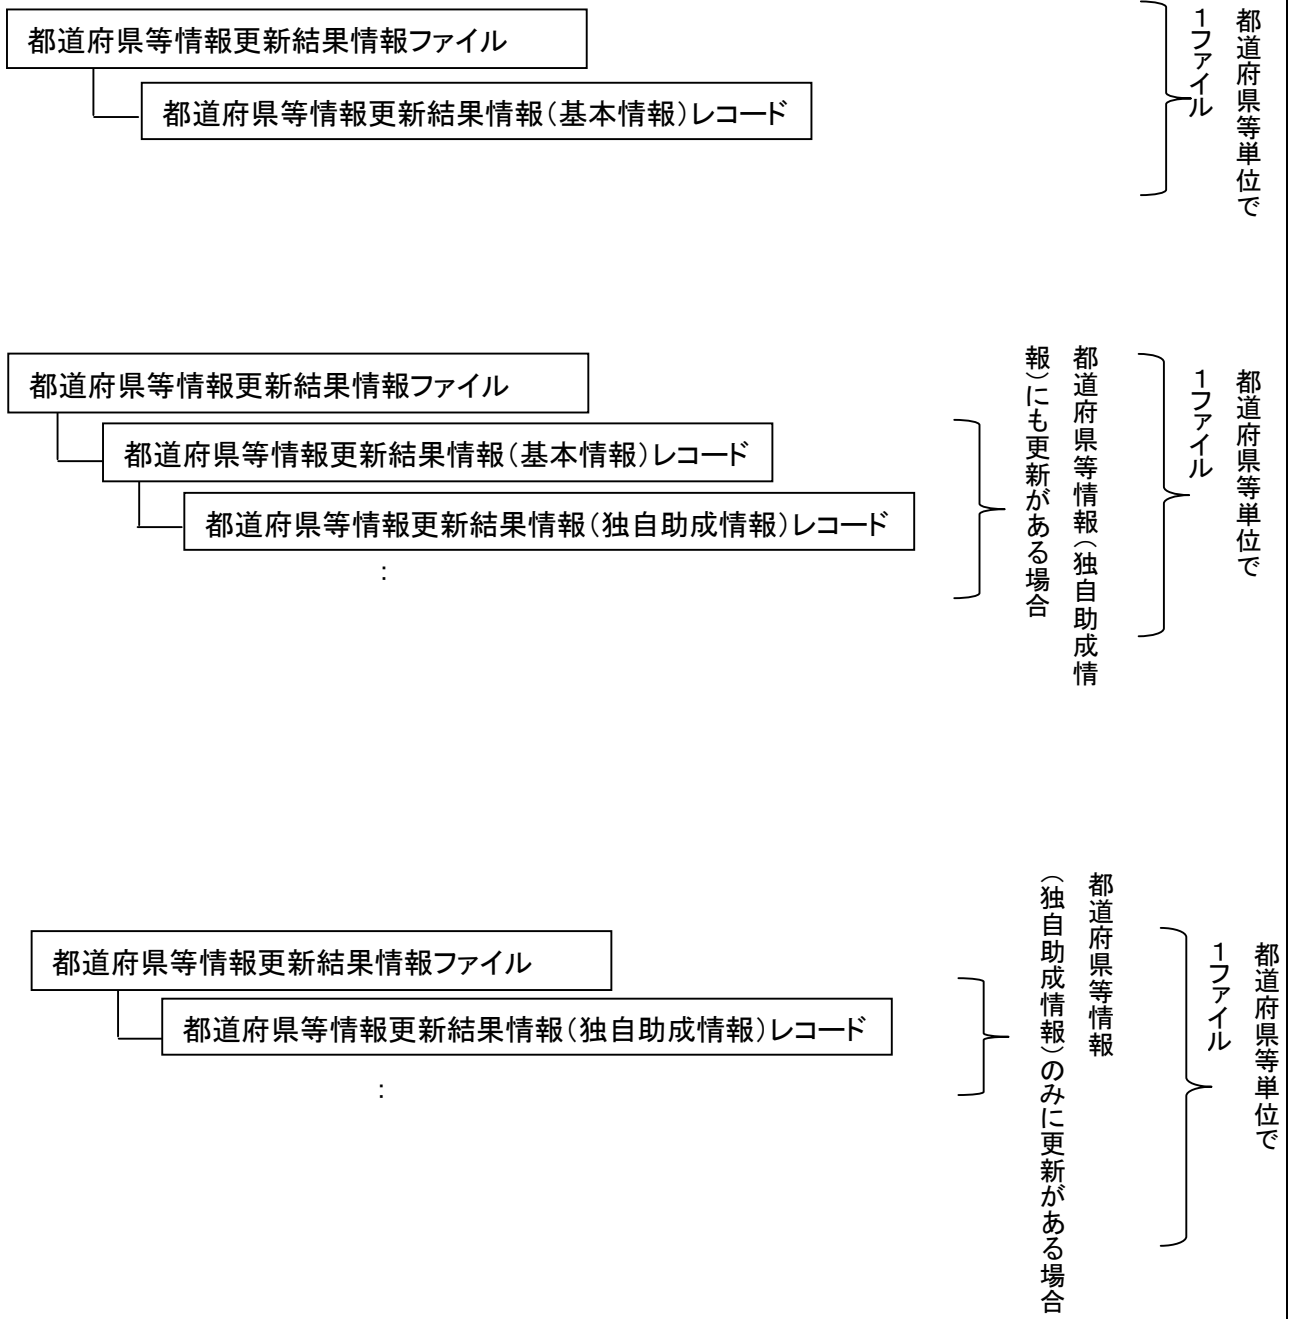 都道府県等情報更新結果情報ファイル
都道府県等情報更新結果情報(基本情報)レコード
都道府県等単位で
1ファイル
都道府県等情報更新結果情報ファイル
都道府県等情報更新結果情報(基本情報)レコード
都道府県等情報更新結果情報(独自助成情報)レコード
:
都道府県等情報(独自助成情
報)にも更新がある場合
都道府県等単位で
1ファイル
都道府県等情報更新結果情報ファイル
都道府県等情報更新結果情報(独自助成情報)レコード
:
都道府県等情報
(独自助成情報)のみに更新がある場合
都道府県等単位で
1ファイル